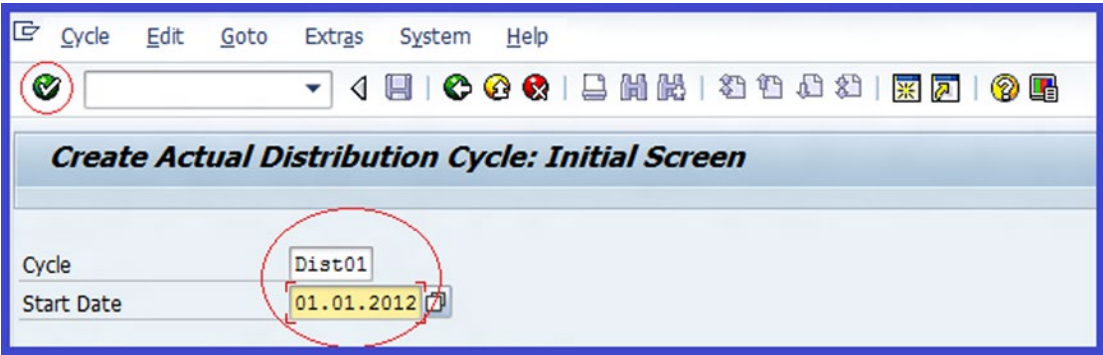 Cycle Edit Goto Extras System Help
Create Actual Distribution Cycle: Initial Screen
Cycle Dist01
Start Date 01.01.2012